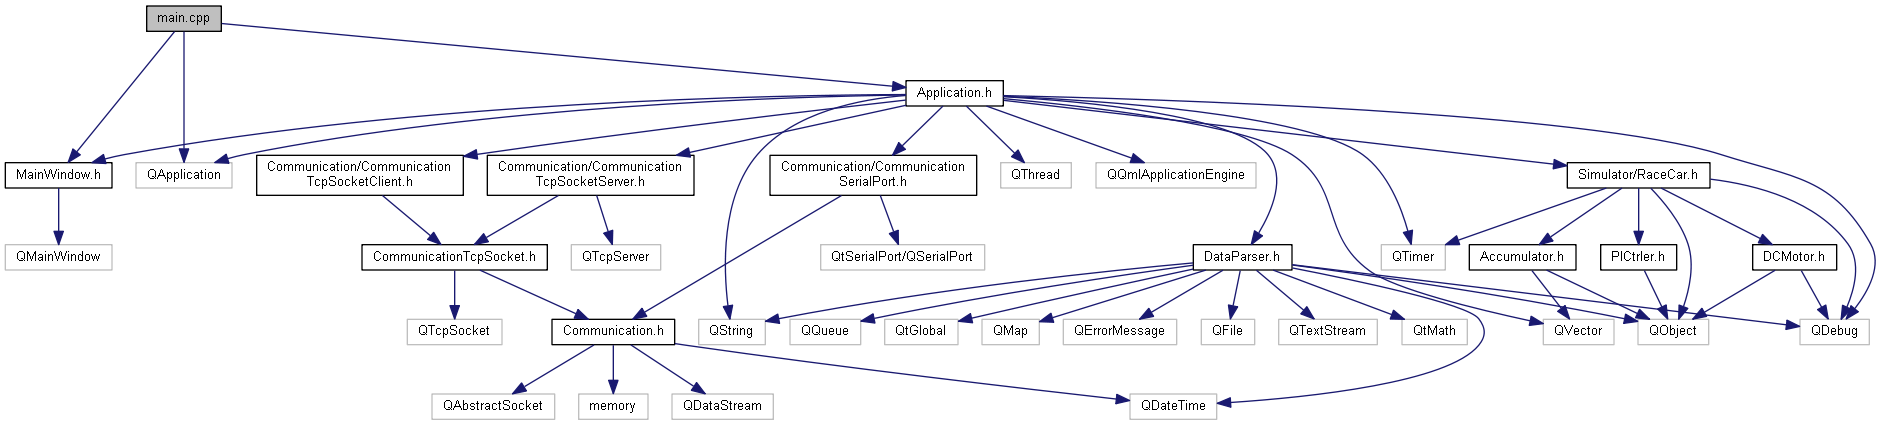 main.cpp
Application.h
MainWindow.h
QApplication
Communication/Communication
TcpSocketClient.h
Communication/Communication
TcpSocketServer.h
Communication/Communication
SerialPort.h
QThread
QQmlApplicationEngine
Simulator/RaceCar.h
QMainWindow
CommunicationTcpSocket.h
QTcpServer
QtSerialPort/QSerialPort
DataParser.h
QTimer
Accumulator.h
PICtrler.h
DCMotor.h
QTcpSocket
Communication.h
QString
QQueue
QtGlobal
QMap
QErrorMessage
QFile
QTextStream
QtMath
QVector
QObject
QDebug
QAbstractSocket
memory
QDataStream
QDateTime